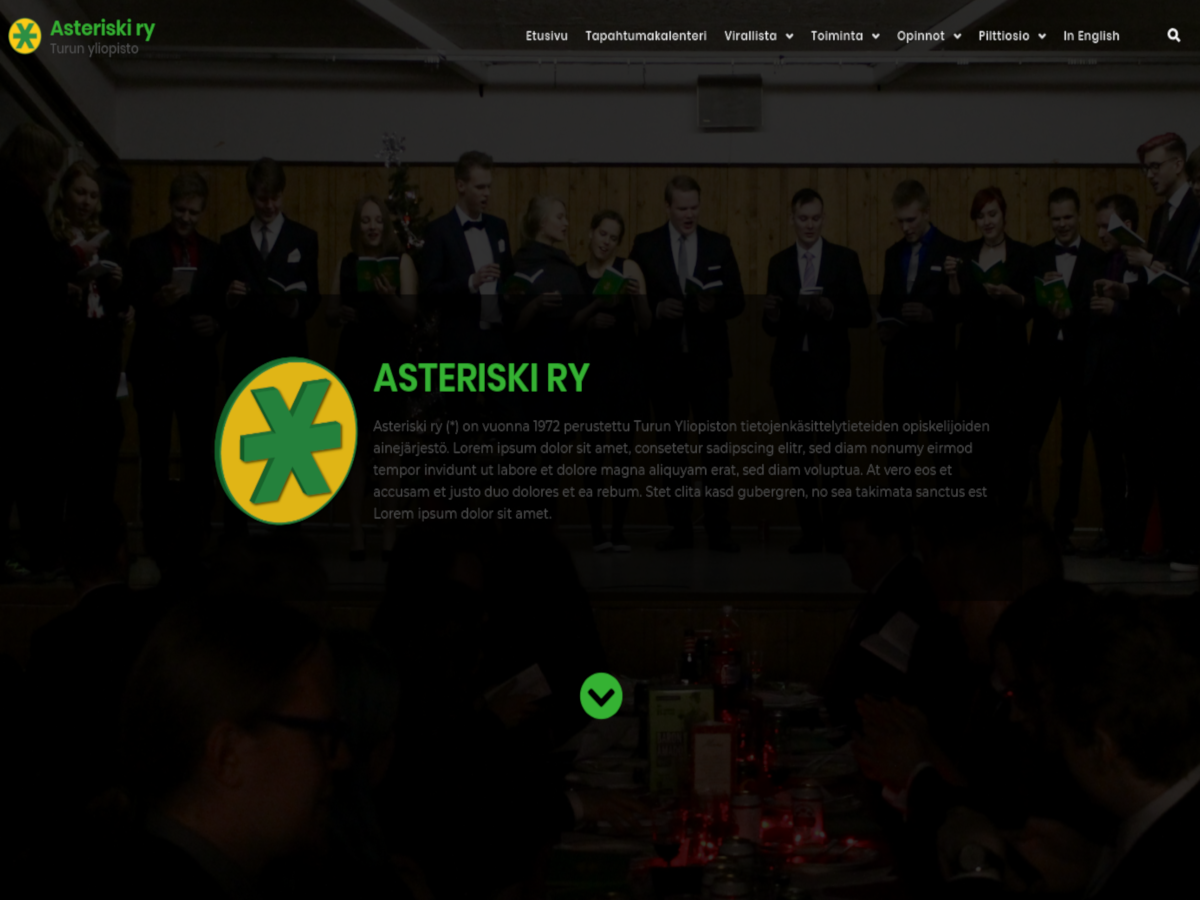 Asteriski ry
Turun yliopisto
Etusivu Tapahtumakalenteri Virallista Toiminta Opinnot Pilttiosio In English
ASTERISKI RY
Asteriski ry (*) on vuonna 1972 perustettu Turun Yliopiston tietojenkäsittelytieteiden opiskelijoiden
ainejärjestö. Lorem ipsum dolor sit amet, consetetur sadipscing elitr, sed diam nonumy eirmod
tempor invidunt ut labore et dolore magna aliquyam erat, sed diam voluptua. At vero eos et
accusam et justo duo dolores et ea rebum. Stet clita kasd gubergren, no sea takimata sanctus est
Lorem ipsum dolor sit amet.